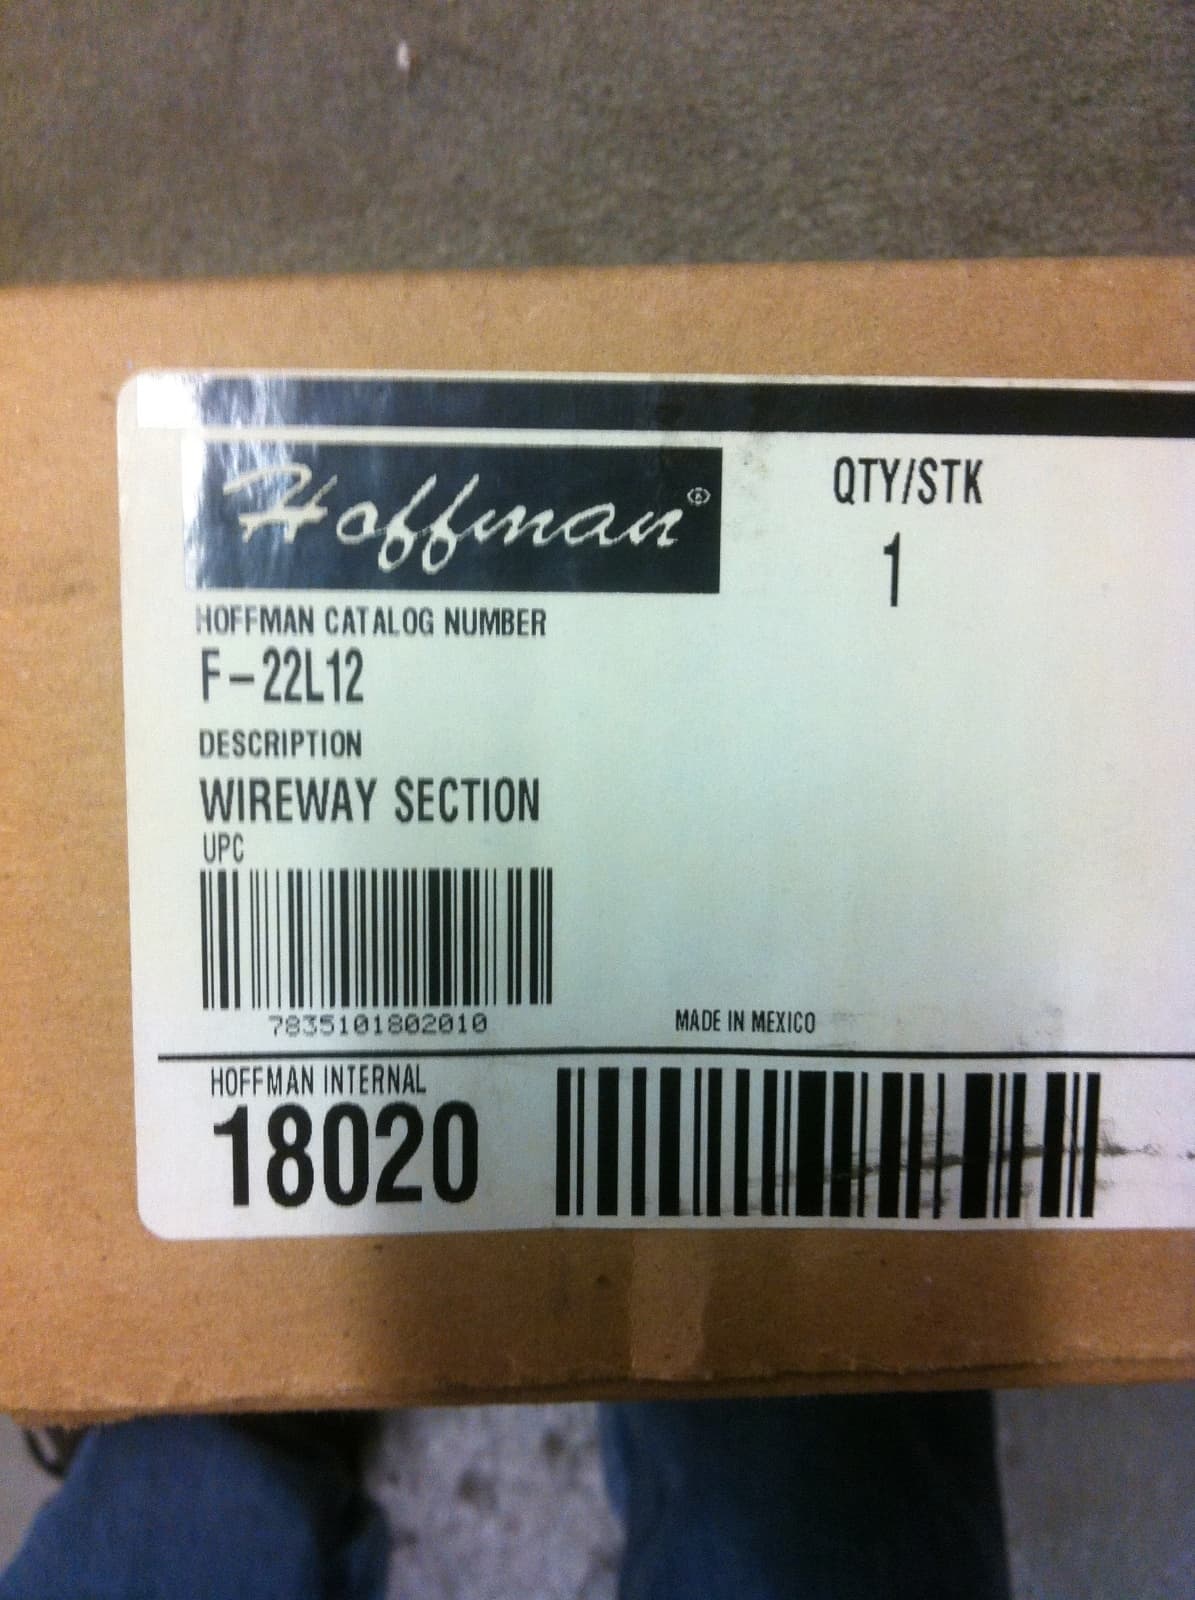 Hoffman®
QTY/STK
1
HOFFMAN CATALOG NUMBER
F-22L12
DESCRIPTION
WIREWAY SECTION
UPC
7835101802010
MADE IN MEXICO
HOFFMAN INTERNAL
18020